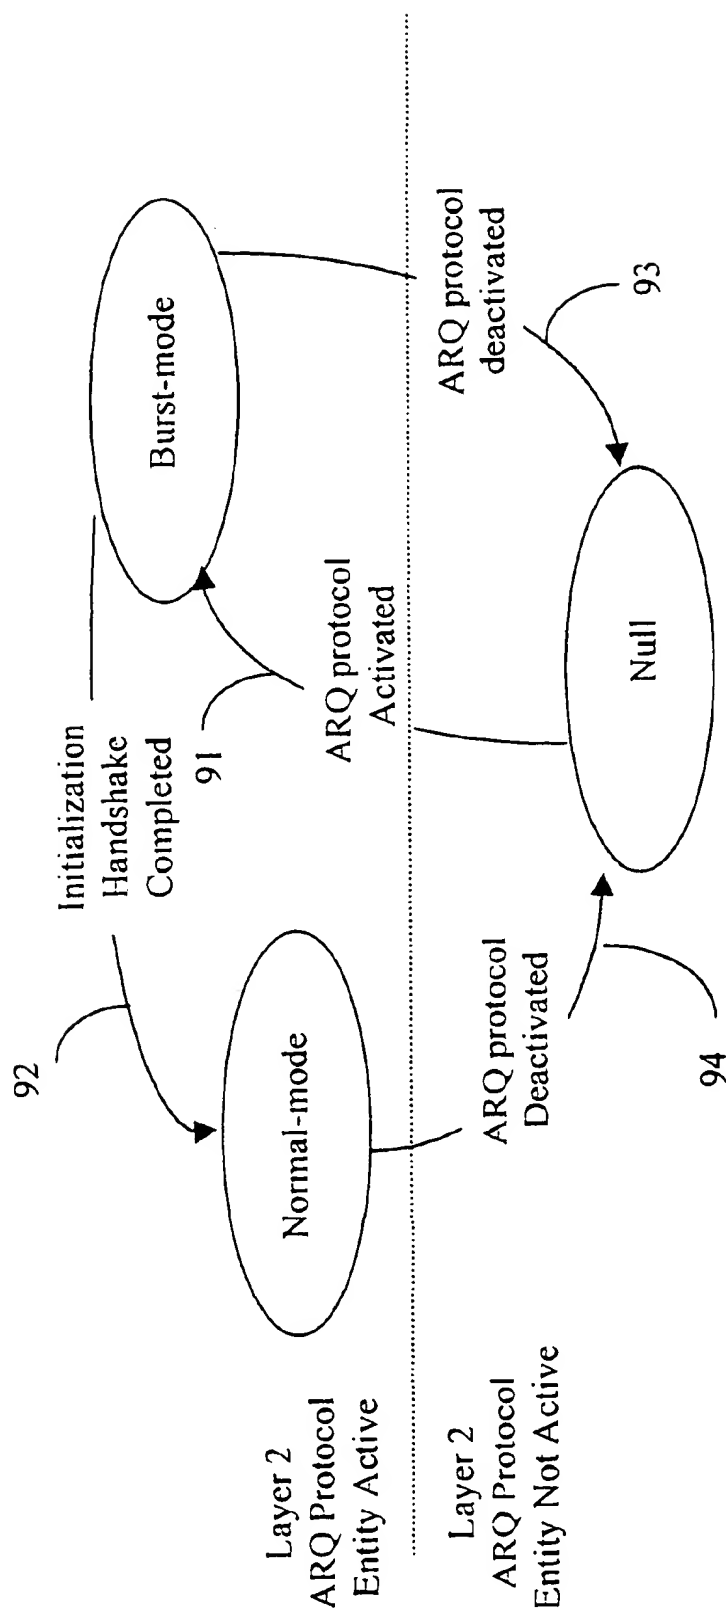 92
Initialization
Handshake
Completed
Burst-mode
91
Normal-mode
ARQ protocol
Activated
Layer 2
ARQ Protocol
Entity Active
Layer 2
ARQ Protocol
Entity Not Active
ARQ protocol
Deactivated
ARQ protocol
deactivated
93
Null
94